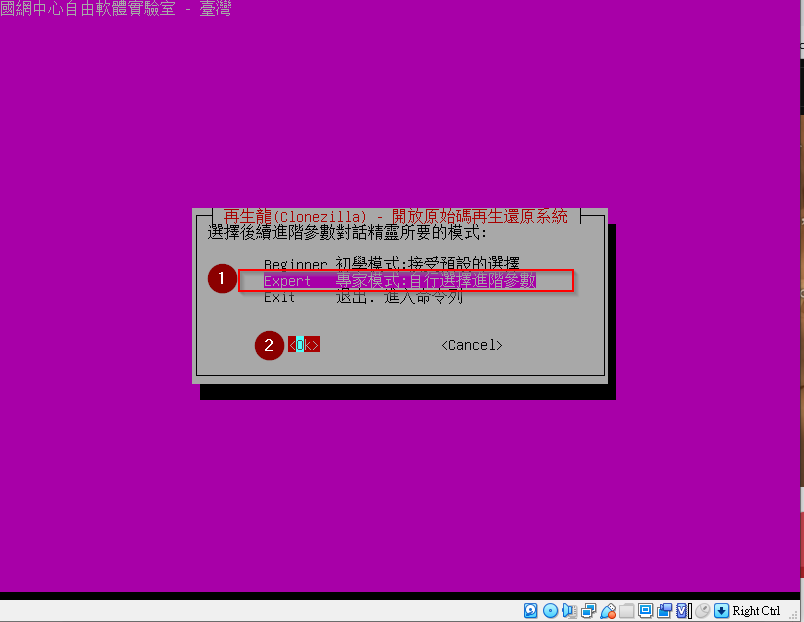 國網中心自由軟體實驗室 - 臺灣
再生龍(Clonezilla) - 開放原始碼再生還原系統
選擇後續進階參數對話精靈所要的模式:
Beginner 初學模式:接受預設的選擇
1
Expert 專家模式:自行選擇進階參數
Exit 退出. 進入命令列
2 <O<> <Cancel>
Right Ctrl